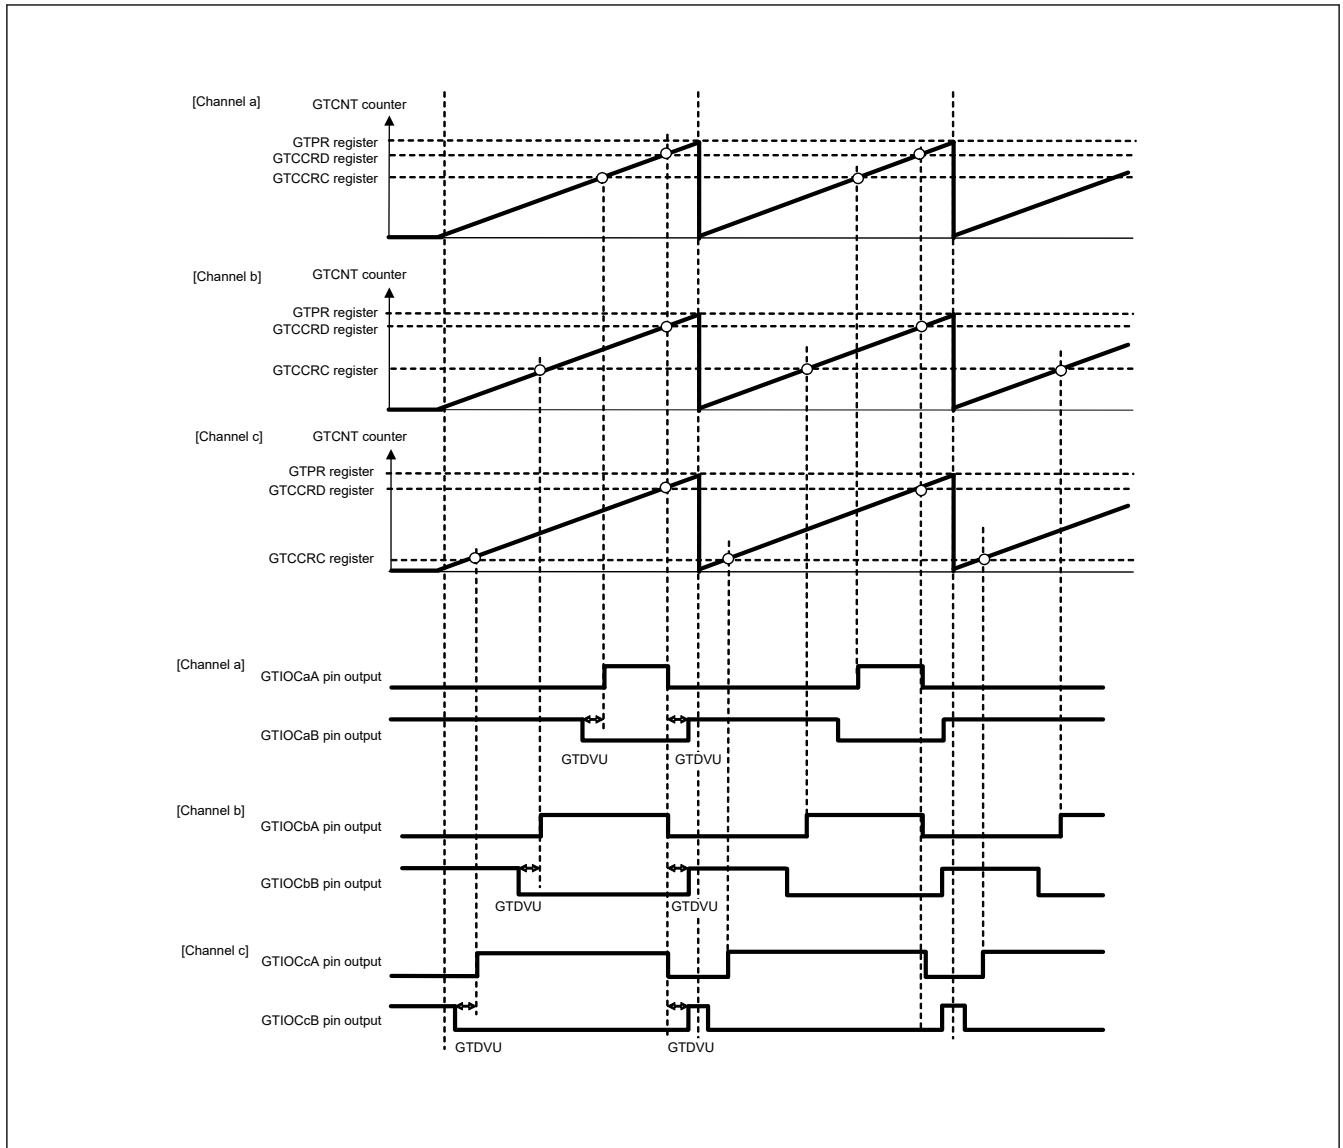 [Channel a] GTCNT counter
GTPR register
GTCCRD register
GTCCRC register
[Channel b] GTCNT counter
GTPR register
GTCCRD register
GTCCRC register
[Channel c] GTCNT counter
GTPR register
GTCCRD register
GTCCRC register
[Channel a]
GTIOCaA pin output
GTIOCaB pin output
GTDVU GTDVU
[Channel b]
GTIOCbA pin output
GTIOCbB pin output
GTDVU GTDVU
[Channel c]
GTIOCcA pin output
GTIOCcB pin output
GTDVU GTDVU